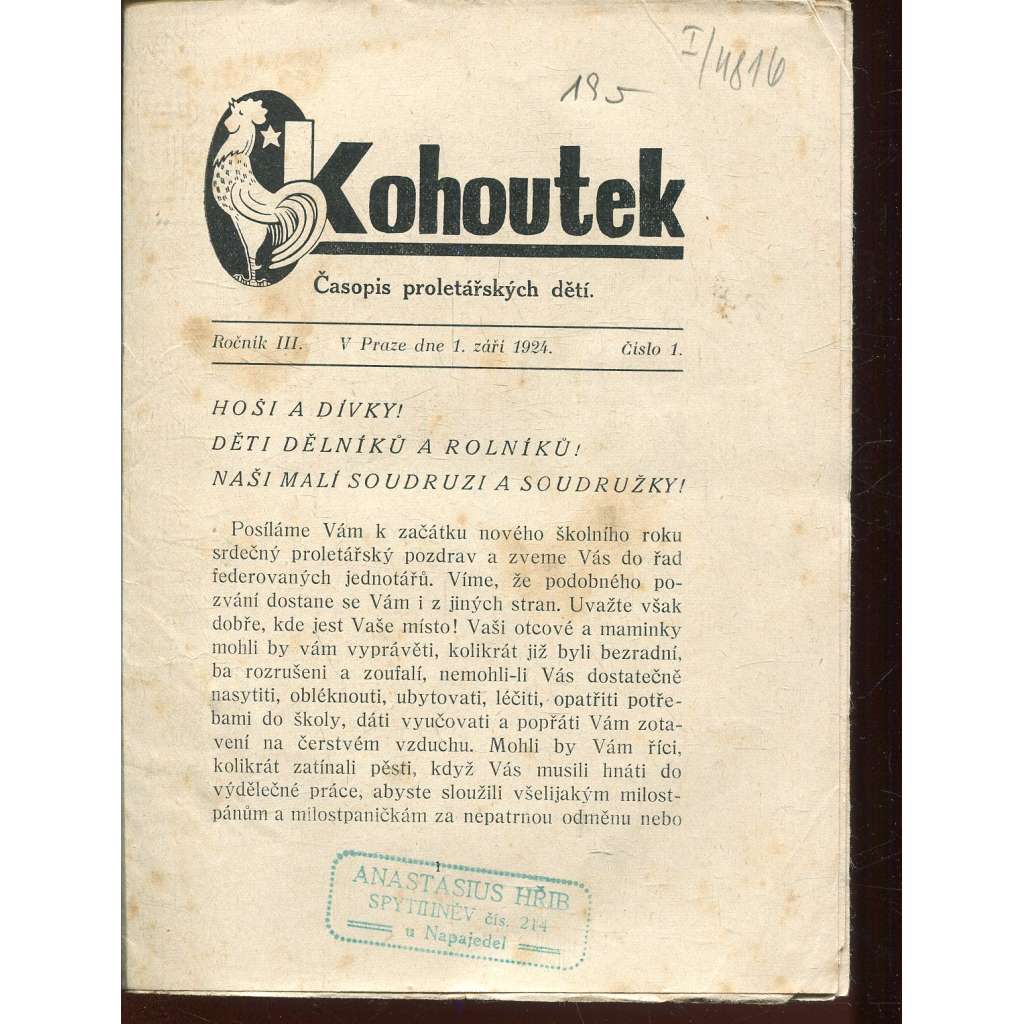 I/4816
195
Kohoutek
Časopis proletářských dětí.
Ročník III. V Praze dne 1. září 1924. Číslo 1.
HOŠI A DÍVKY!
DĚTI DĚLNÍKŮ A ROLNÍKŮ!
NAŠI MALÍ SOUDRUZI A SOUDRUŽKY!
Posíláme Vám k začátku nového školního roku
srdečný proletářský pozdrav a zveme Vás do řad
federovaných jednotářů. Víme, že podobného po-
zvání dostane se Vám i z jiných stran. Uvažte však
dobře, kde jest Vaše místo! Vaši otcové a maminky
mohli by vám vyprávěti, kolikrát již byli bezradní,
ba rozrušeni a zoufalí, nemohli-li Vás dostatečně
nasytiti, obléknouti, ubytovati, léčiti, opatřiti potře-
bami do školy, dáti vyučovati a popřáti Vám zota-
vení na čerstvém vzduchu. Mohli by Vám říci,
kolikrát zatínali pěsti, když Vás musili hnáti do
výdělečné práce, abyste sloužili všelijakým milost-
pánům a milostpaničkám za nepatrnou odměnu nebo
1
ANASTASIUS HŘIB
SPYTIHNĚV čís. 214
u Napajedel